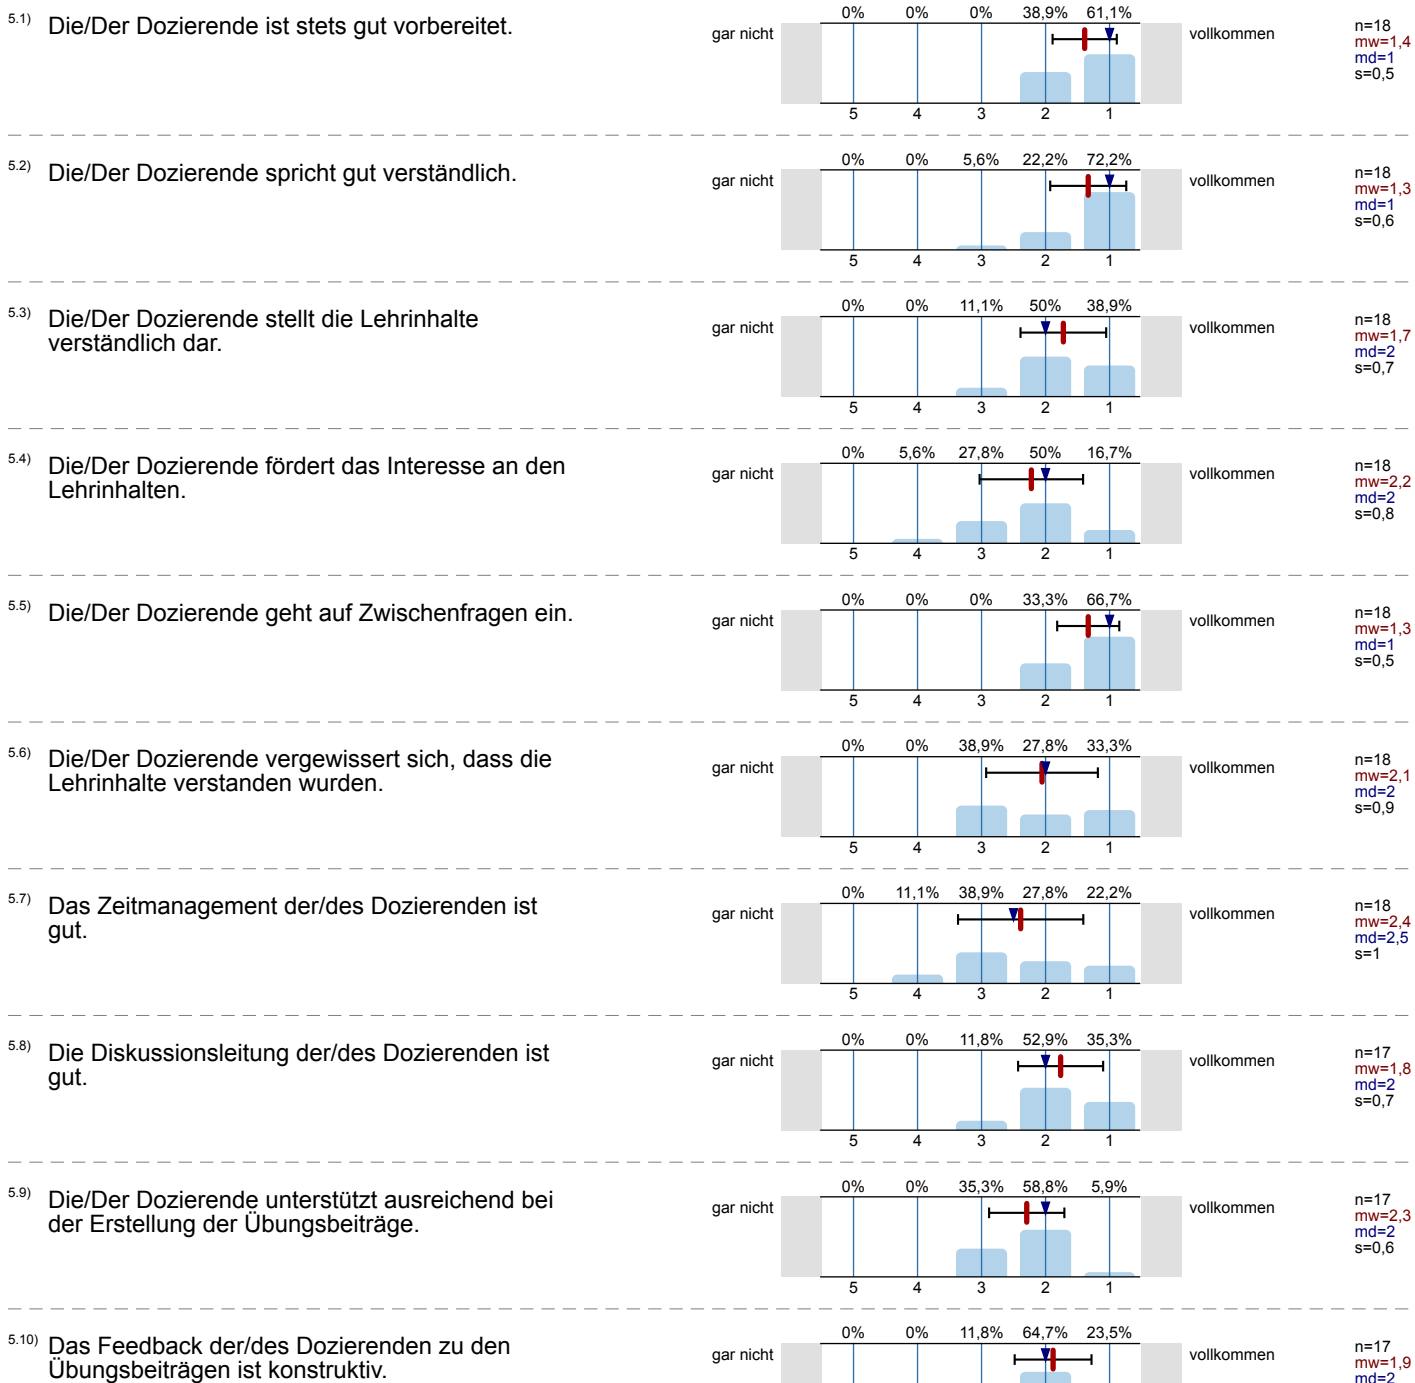 5.1) Die/Der Dozierende ist stets gut vorbereitet.
gar nicht
0% 0% 0% 38,9% 61,1%
5 4 3 2 1
vollkommen
n=18
mw=1,4
md=1
s=0,5
5.2) Die/Der Dozierende spricht gut verständlich.
gar nicht
0% 0% 5,6% 22,2% 72,2%
5 4 3 2 1
vollkommen
n=18
mw=1,3
md=1
s=0,6
5.3) Die/Der Dozierende stellt die Lehrinhalte
verständlich dar.
gar nicht
0% 0% 11,1% 50% 38,9%
5 4 3 2 1
vollkommen
n=18
mw=1,7
md=2
s=0,7
5.4) Die/Der Dozierende fördert das Interesse an den
Lehrinhalten.
gar nicht
0% 5,6% 27,8% 50% 16,7%
5 4 3 2 1
vollkommen
n=18
mw=2,2
md=2
s=0,8
5.5) Die/Der Dozierende geht auf Zwischenfragen ein.
gar nicht
0% 0% 0% 33,3% 66,7%
5 4 3 2 1
vollkommen
n=18
mw=1,3
md=1
s=0,5
5.6) Die/Der Dozierende vergewissert sich, dass die
Lehrinhalte verstanden wurden.
gar nicht
0% 0% 38,9% 27,8% 33,3%
5 4 3 2 1
vollkommen
n=18
mw=2,1
md=2
s=0,9
5.7) Das Zeitmanagement der/des Dozierenden ist
gut.
gar nicht
0% 11,1% 38,9% 27,8% 22,2%
5 4 3 2 1
vollkommen
n=18
mw=2,4
md=2,5
s=1
5.8) Die Diskussionsleitung der/des Dozierenden ist
gut.
gar nicht
0% 0% 11,8% 52,9% 35,3%
5 4 3 2 1
vollkommen
n=17
mw=1,8
md=2
s=0,7
5.9) Die/Der Dozierende unterstützt ausreichend bei
der Erstellung der Übungsbeiträge.
gar nicht
0% 0% 35,3% 58,8% 5,9%
5 4 3 2 1
vollkommen
n=17
mw=2,3
md=2
s=0,6
5.10) Das Feedback der/des Dozierenden zu den
Übungsbeiträgen ist konstruktiv.
gar nicht
0% 0% 11,8% 64,7% 23,5%
vollkommen
n=17
mw=1,9
md=2